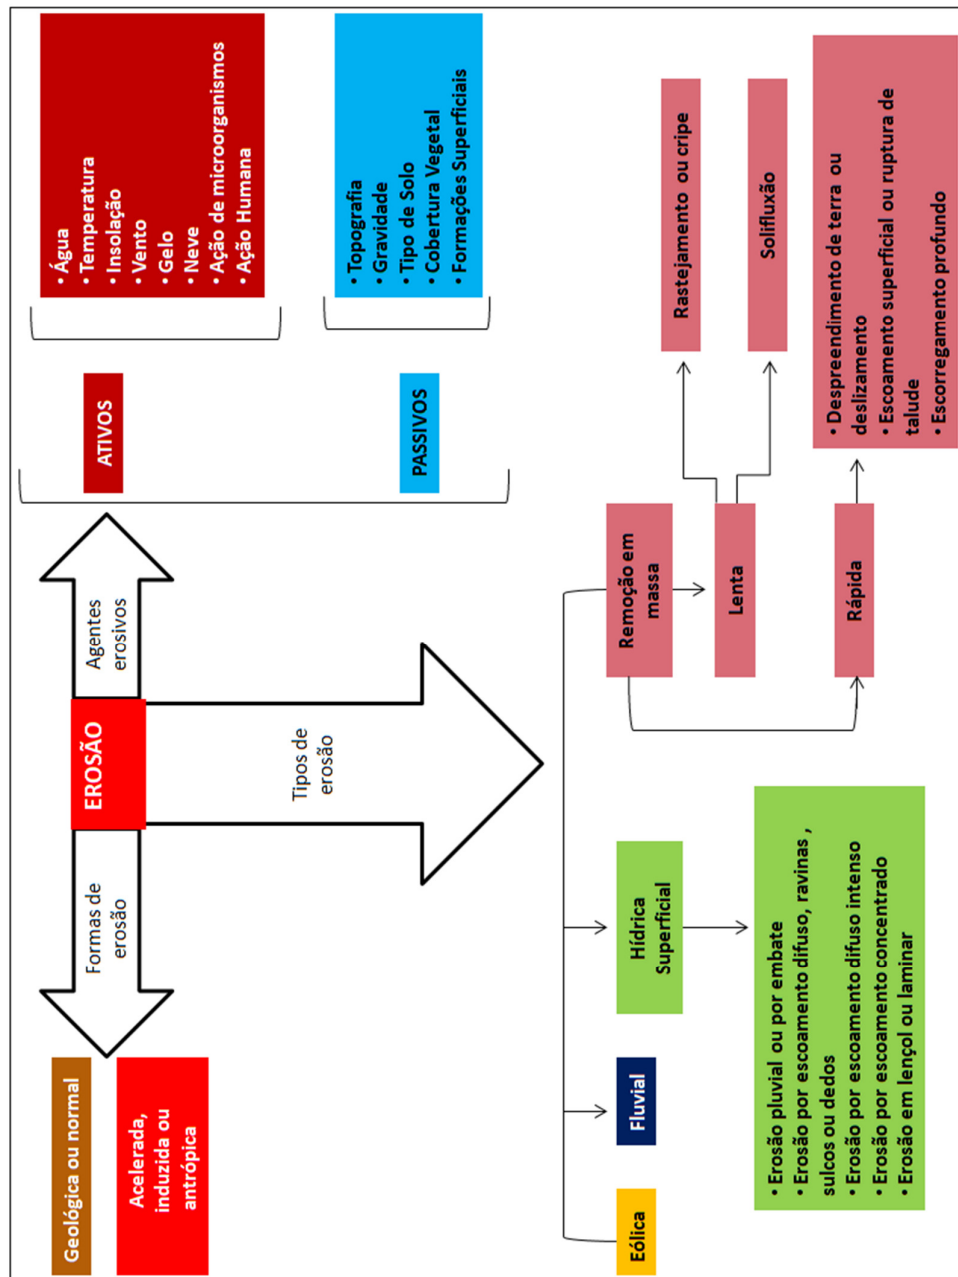 Geológica ou normal
Acelerada,
induzida ou
antrópica
Formas de
erosão
EROSÃO
Agentes
erosivos
ATIVOS
• Água
• Temperatura
• Insolação
• Vento
• Gelo
• Neve
• Ação de microorganismos
• Ação Humana
PASSIVOS
• Topografia
• Gravidade
• Tipo de Solo
• Cobertura Vegetal
• Formações Superficiais
Tipos de
erosão
Eólica
Fluvial
Hídrica
Superficial
• Erosão pluvial ou por embate
• Erosão por escoamento difuso, ravinas ,
sulcos ou dedos
• Erosão por escoamento difuso intenso
• Erosão por escoamento concentrado
• Erosão em lençol ou laminar
Remoção em
massa
Lenta
Rastejamento ou cripe
Solifluxão
Rápida
• Despreendimento de terra ou
deslizamento
• Escoamento superficial ou ruptura de
talude
• Escorregamento profundo